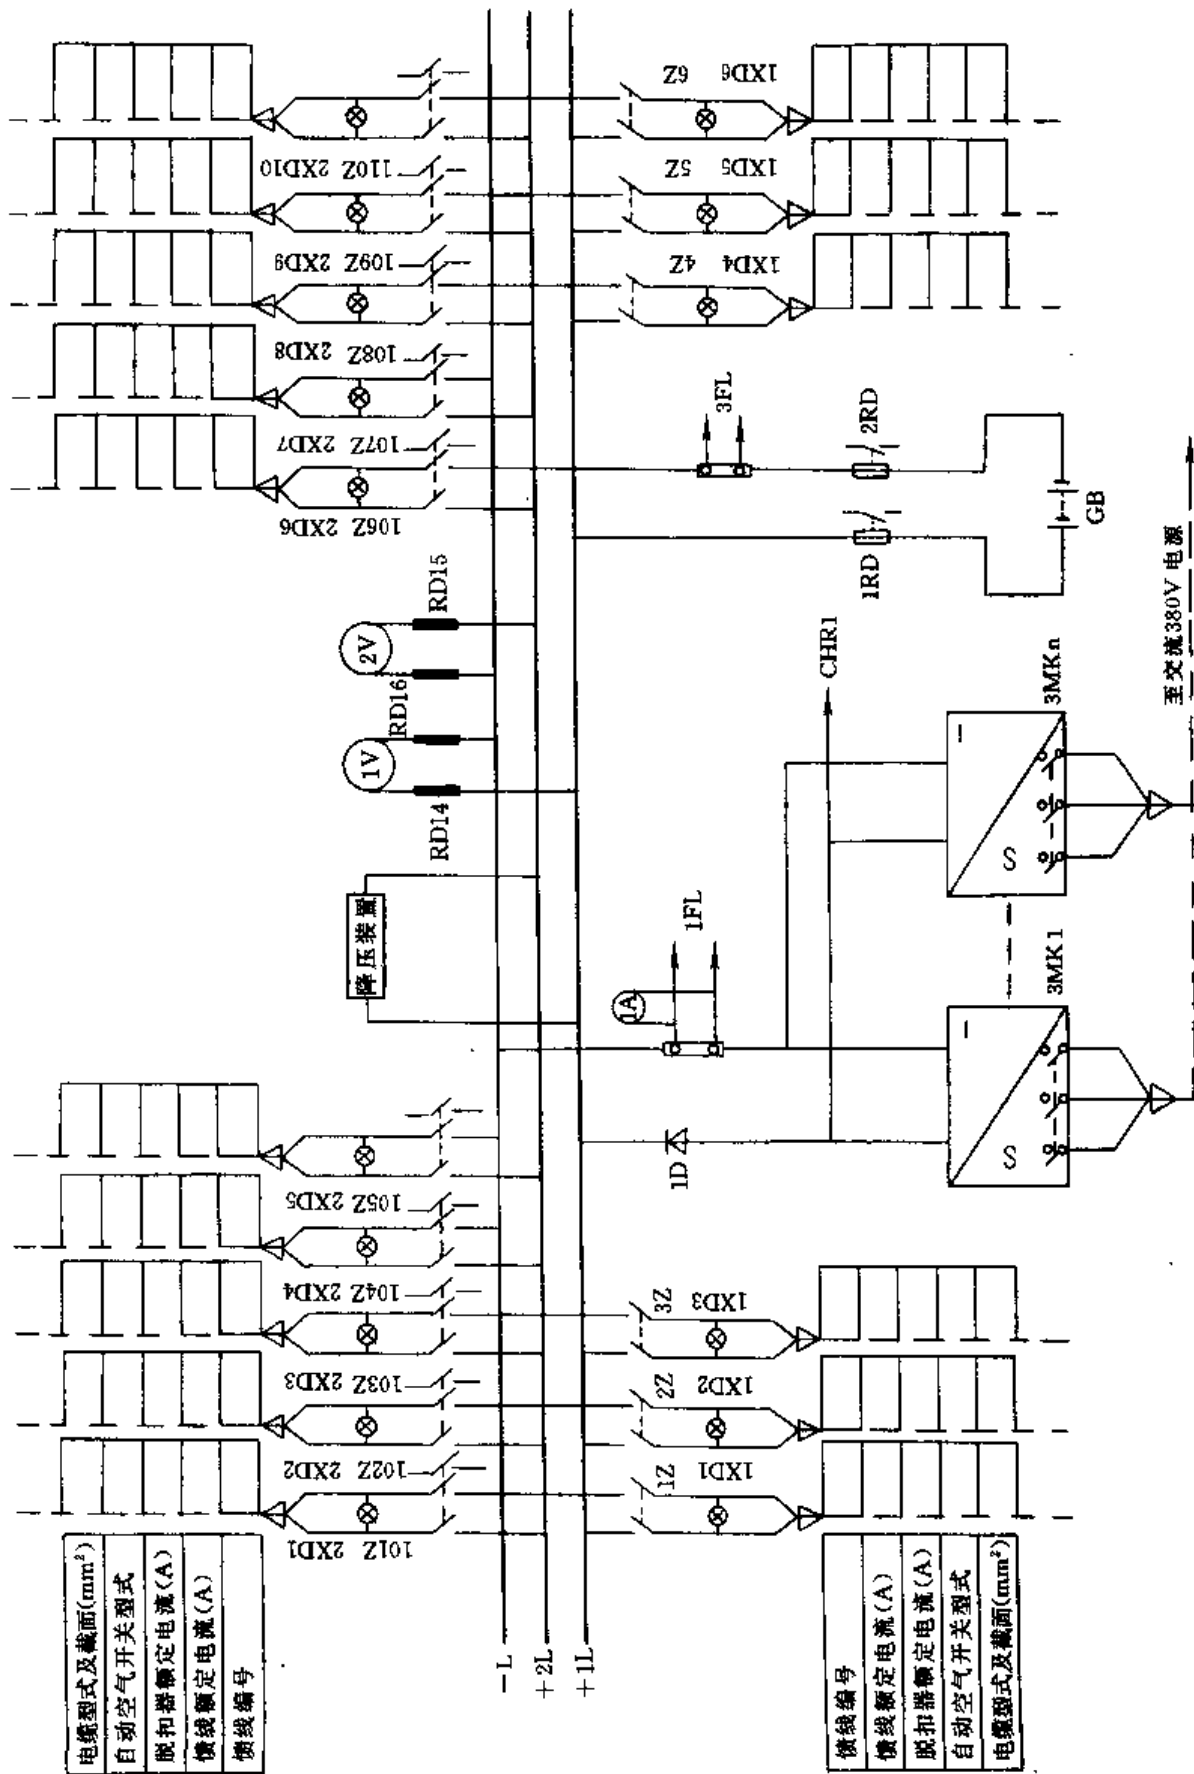 电缆型式及截面(mm²)
自动空气开关型式
脱扣器额定电流(A)
馈线额定电流(A)
馈线编号
101Z 2XD1
102Z 2XD2
103Z 2XD3
104Z 2XD4
105Z 2XD5
106Z 2XD6
107Z 2XD7
108Z 2XD8
109Z 2XD9
110Z 2XD10
降压装置
1V
2V
RD14
RD16
RD15
-L
+2L
+1L
1Z
1XD1
2Z
1XD2
3Z
1XD3
4Z
1XD4
5Z
1XD5
6Z
1XD6
1D
1A
1FL
3FL
CHR1
1RD
2RD
GB
S
3MK1
S
3MKn
至交流380V电源
馈线编号
馈线额定电流(A)
脱扣器额定电流(A)
自动空气开关型式
电缆型式及截面(mm²)